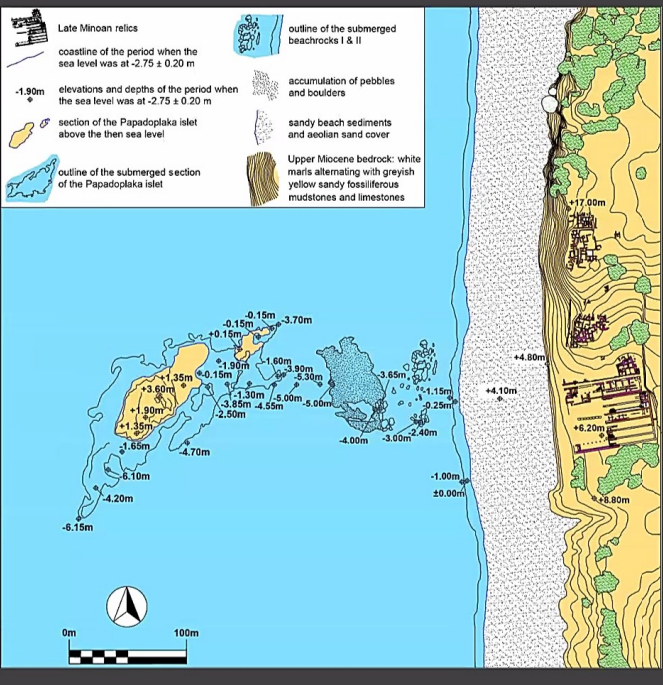 Late Minoan relics
coastline of the period when the
sea level was at -2.75 ± 0.20 m
-1.90m
elevations and depths of the period when
the sea level was at -2.75 ± 0.20 m
section of the Papadoplaka islet
above the then sea level
outline of the submerged section
of the Papadoplaka islet
outline of the submerged
beachrocks I & II
accumulation of pebbles
and boulders
sandy beach sediments
and aeolian sand cover
Upper Miocene bedrock: white
marls alternating with greyish
yellow sandy fossiliferous
mudstones and limestones
+17.00m
-0.15m
-0.15m
-3.70m
+0.15m
-1.90m
-1.60m
-3.90m
-5.30m
+4.80m
+1.35m
-0.15m
-3.65m
+3.60m
-1.30m
-5.00m
-5.00m
-1.15m
+4.10m
-3.85m
-4.55m
-0.25m
+1.90m
-2.50m
+1.35m
-4.00m
-3.00m
-2.40m
+6.20m
-1.65m
-4.70m
-6.10m
-1.00m
±0.00m
-4.20m
+8.80m
-6.15m
0m
100m